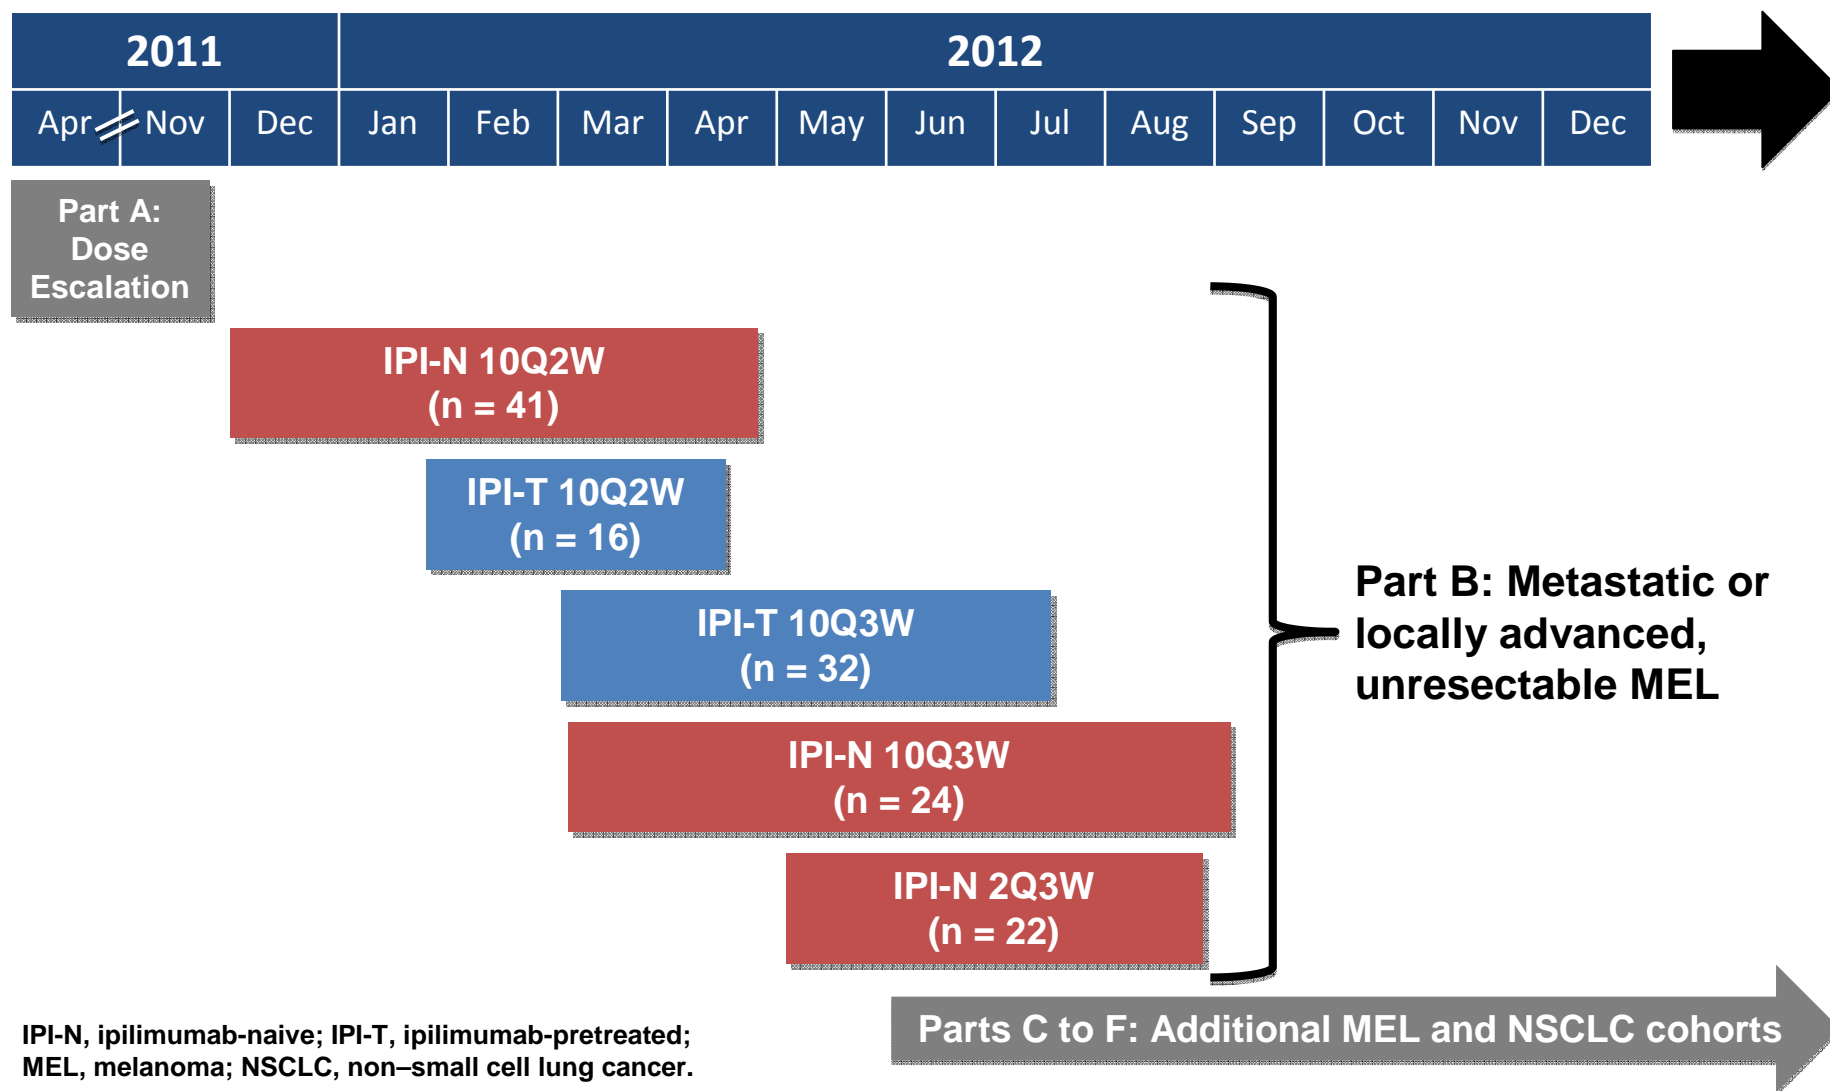 2011 2012
Apr Nov Dec Jan Feb Mar Apr May Jun Jul Aug Sep Oct Nov Dec
Part A:
Dose
Escalation
IPI-N 10Q2W
(n = 41)
IPI-T 10Q2W
(n = 16)
IPI-T 10Q3W
(n = 32)
IPI-N 10Q3W
(n = 24)
IPI-N 2Q3W
(n = 22)
Part B: Metastatic or
locally advanced,
unresectable MEL
Parts C to F: Additional MEL and NSCLC cohorts
IPI-N, ipilimumab-naive; IPI-T, ipilimumab-pretreated;
MEL, melanoma; NSCLC, non–small cell lung cancer.